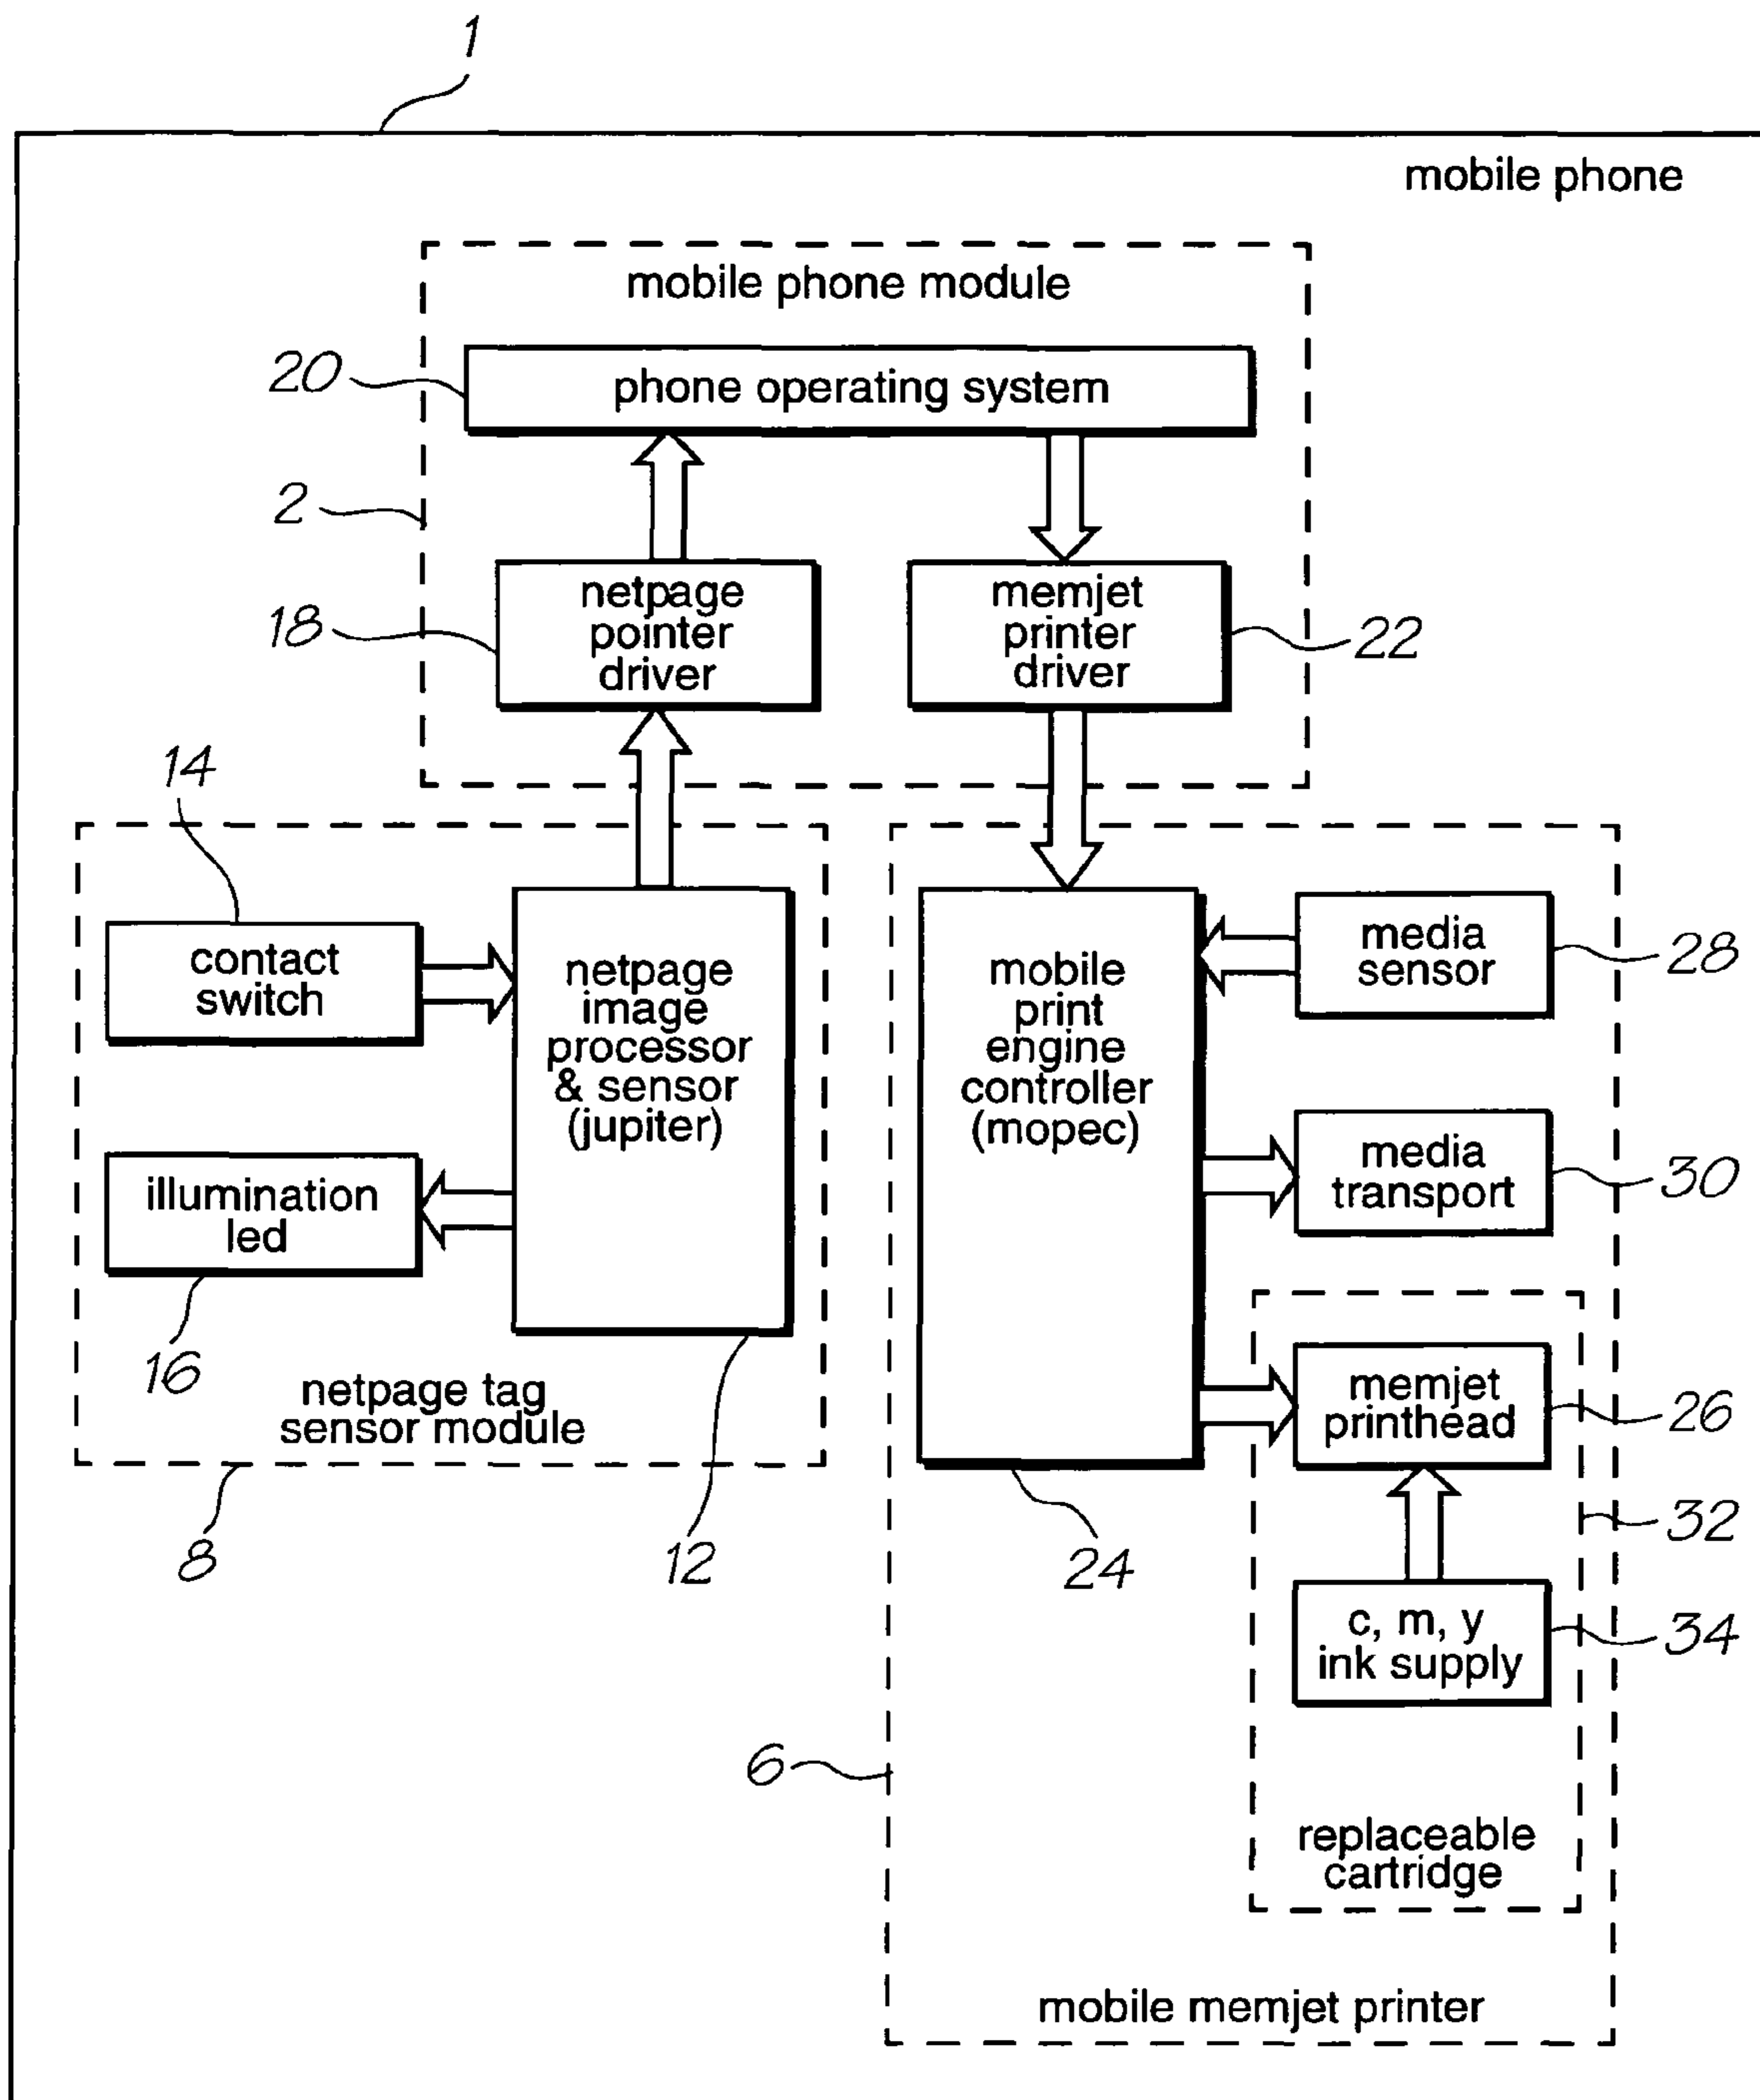 1
mobile phone
mobile phone module
20
phone operating system
2
18
netpage
pointer
driver
memjet
printer
driver
22
14
contact
switch
netpage
image
processor
& sensor
(jupiter)
illumination
led
16
netpage tag
sensor module
8
12
mobile
print
engine
controller
(mopec)
24
media
sensor
28
media
transport
30
memjet
printhead
26
32
c, m, y
ink supply
34
6
replaceable
cartridge
mobile memjet printer